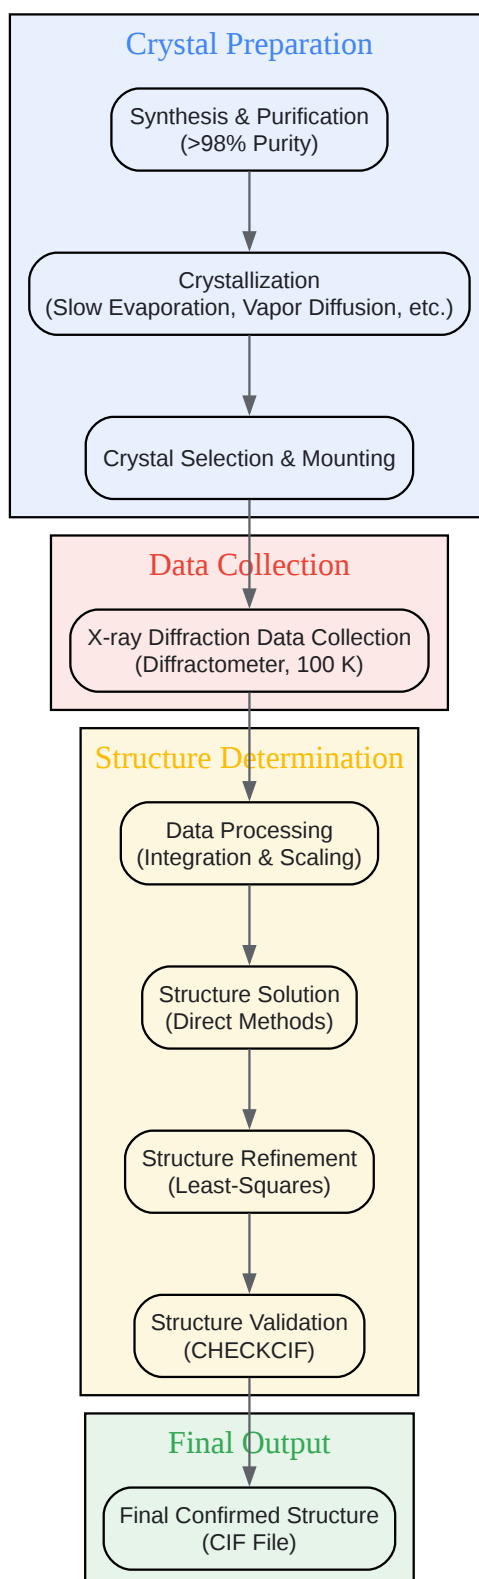 Crystal Preparation
Synthesis & Purification
(>98% Purity)
Crystallization
(Slow Evaporation, Vapor Diffusion, etc.)
Crystal Selection & Mounting
Data Collection
X-ray Diffraction Data Collection
(Diffractometer, 100 K)
Structure Determination
Data Processing
(Integration & Scaling)
Structure Solution
(Direct Methods)
Structure Refinement
(Least-Squares)
Structure Validation
(CHECKCIF)
Final Output
Final Confirmed Structure
(CIF File)